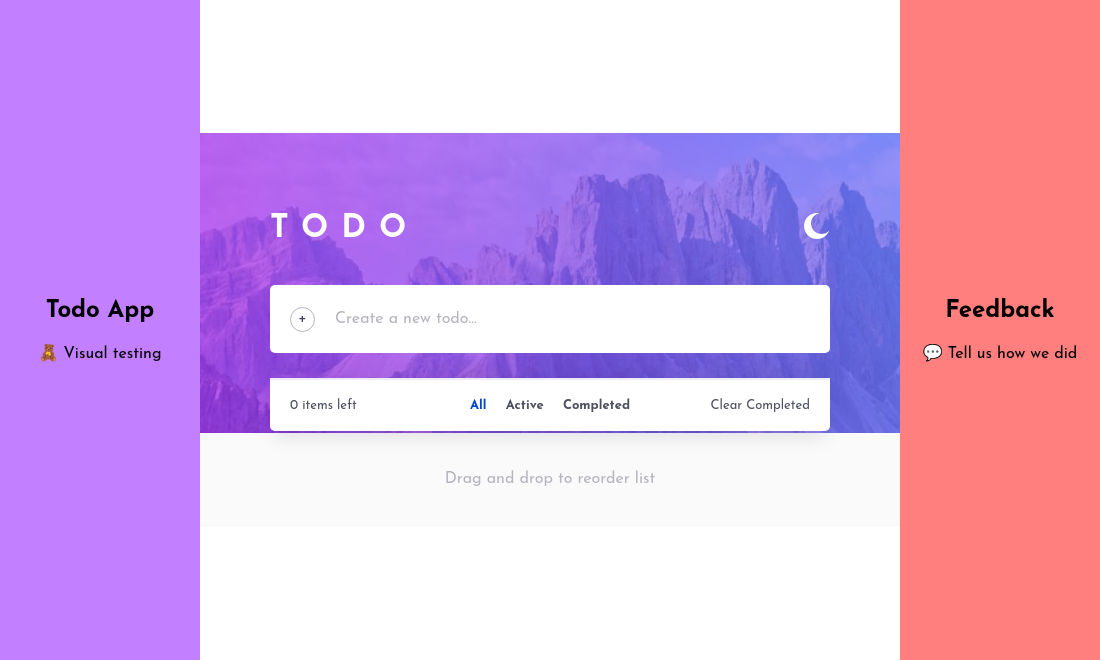 Todo App
🧸 Visual testing
TODO
+
Create a new todo...
0 items left
All
Active
Completed
Clear Completed
Drag and drop to reorder list
Feedback
💬 Tell us how we did